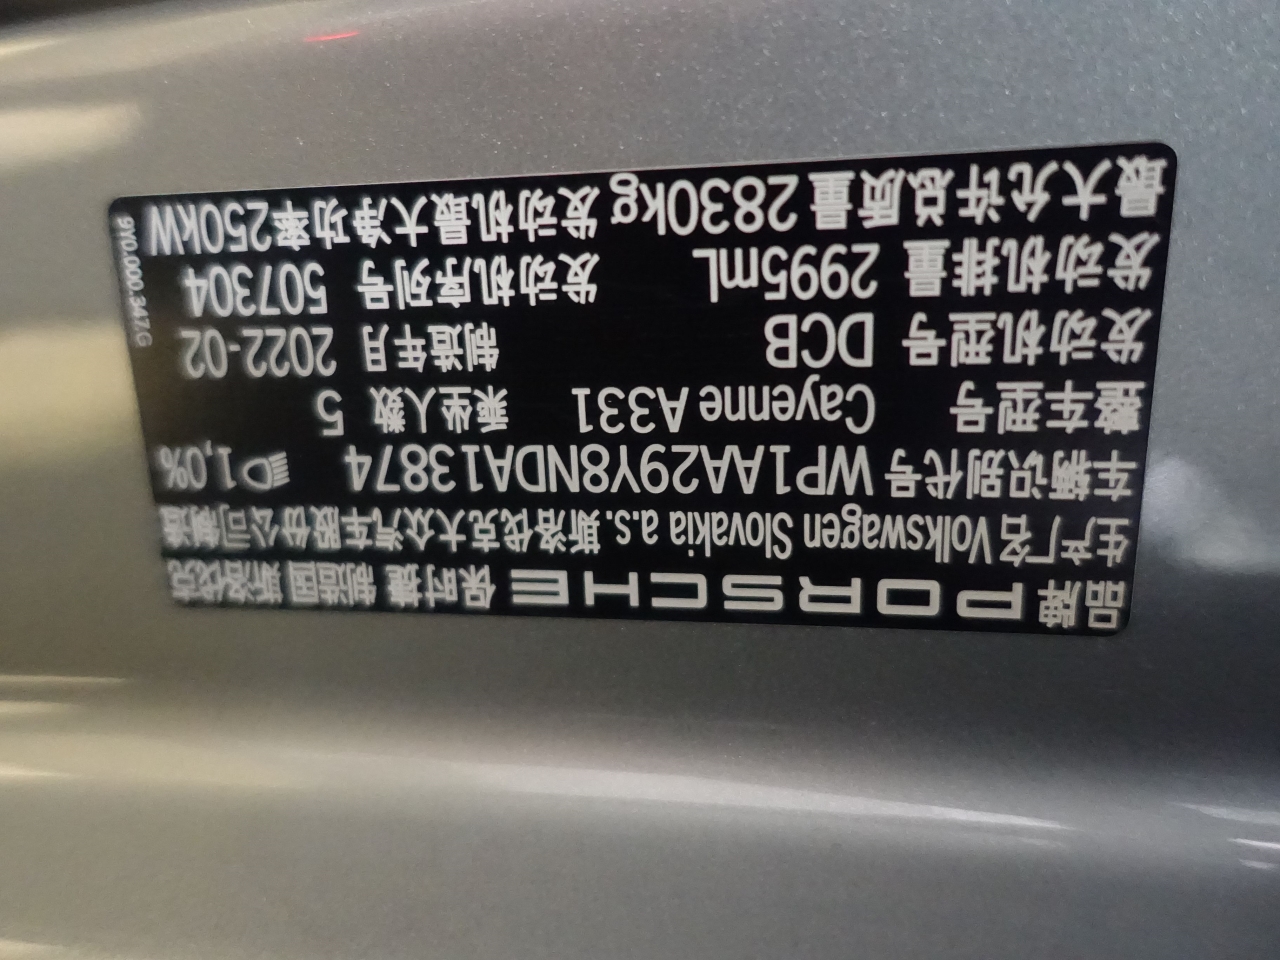 品牌 PORSCHE 保时捷 制造国 斯洛伐克
生产厂名 Volkswagen Slovakia a.s. 斯洛伐克大众汽车股份公司制造
车辆识别代号 WP1AA29Y8NDA13874 1,0%
整车型号 Cayenne A331 乘坐人数 5
发动机型号 DCB 制造年月 2022-02
发动机排量 2995mL 发动机序列号 507304
最大允许总质量 2830kg 发动机最大净功率 250kW
9Y0.000.347.G